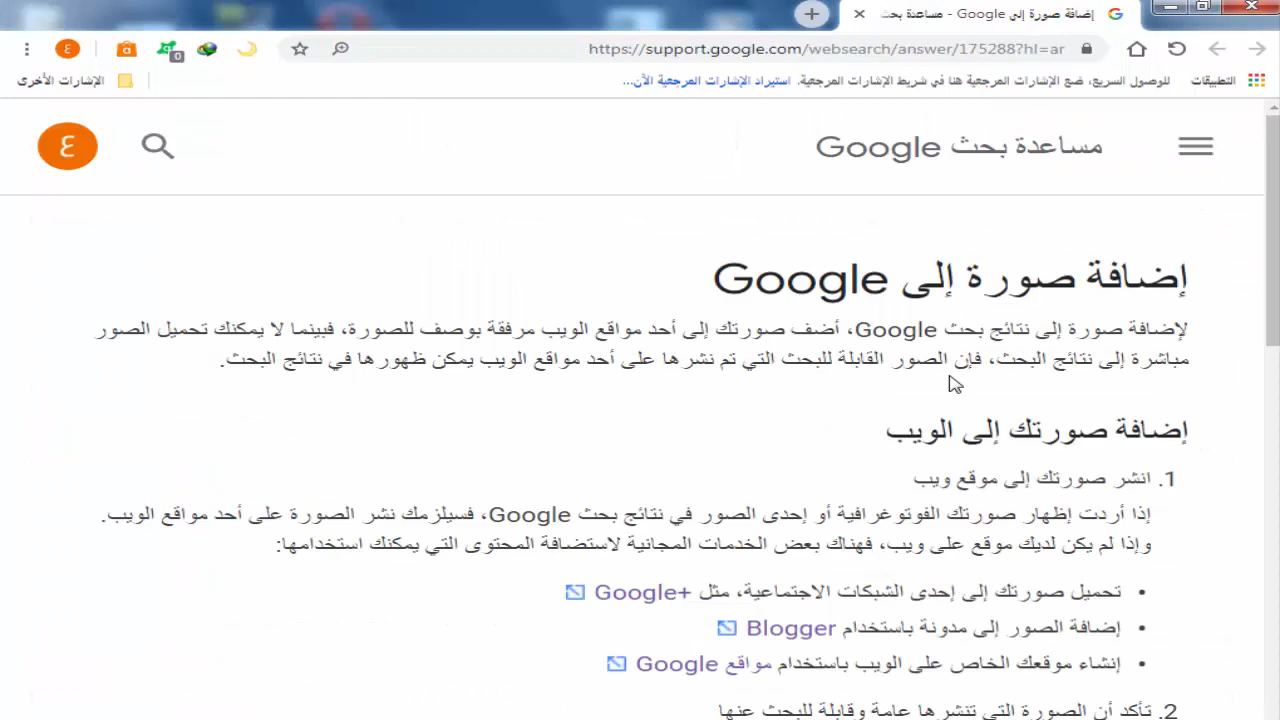 إضافة صورة إلى Google - مساعدة بحث
https://support.google.com/websearch/answer/175288?hl=ar
التطبيقات
للوصول السريع، ضع الإشارات المرجعية هنا في شريط الإشارات المرجعية. استيراد الإشارات المرجعية الآن...
الإشارات الأخرى
مساعدة بحث Google
ع
إضافة صورة إلى Google
لإضافة صورة إلى نتائج بحث Google، أضف صورتك إلى أحد مواقع الويب مرفقة بوصف للصورة، فبينما لا يمكنك تحميل الصور
مباشرة إلى نتائج البحث، فإن الصور القابلة للبحث التي تم نشرها على أحد مواقع الويب يمكن ظهورها في نتائج البحث.
إضافة صورتك إلى الويب
1. انشر صورتك إلى موقع ويب
إذا أردت إظهار صورتك الفوتوغرافية أو إحدى الصور في نتائج بحث Google، فسيلزمك نشر الصورة على أحد مواقع الويب.
وإذا لم يكن لديك موقع على ويب، فهناك بعض الخدمات المجانية لاستضافة المحتوى التي يمكنك استخدامها:
• تحميل صورتك إلى إحدى الشبكات الاجتماعية، مثل Google+
• إضافة الصور إلى مدونة باستخدام Blogger
• إنشاء موقعك الخاص على الويب باستخدام مواقع Google
2. تأكد أن الصورة التي تنشرها عامة وقابلة للبحث عنها